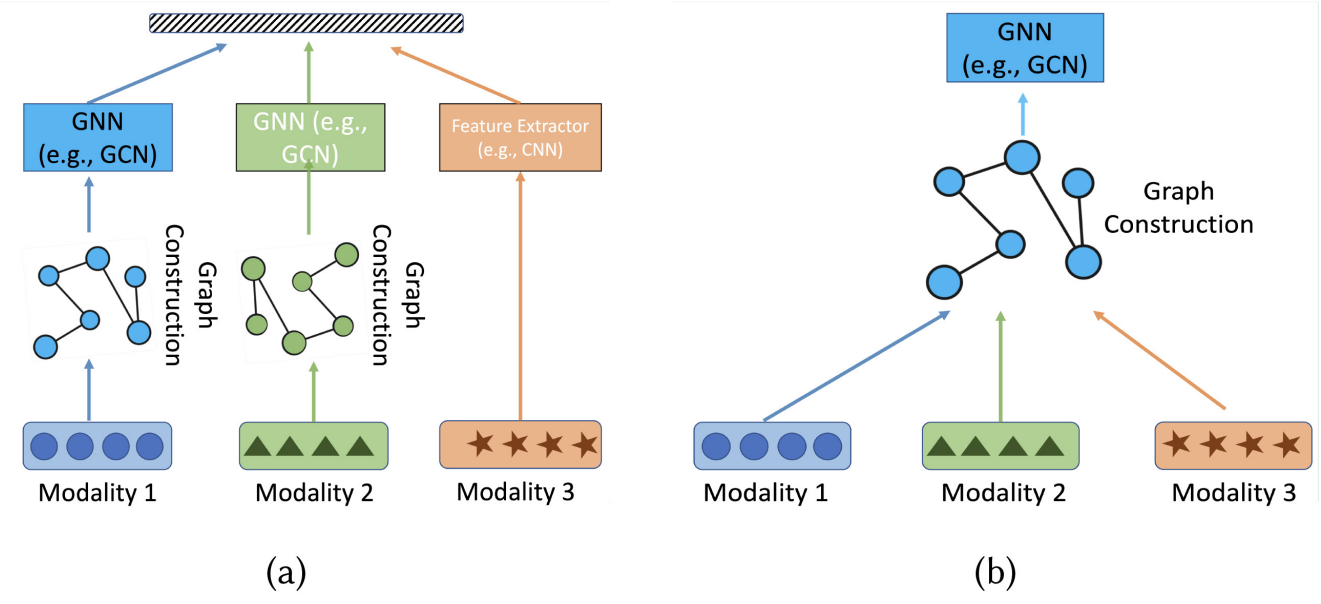 GNN
(e.g., GCN)
GNN (e.g.,
GCN)
Feature Extractor
(e.g., CNN)
Graph
Construction
Graph
Construction
Modality 1
Modality 2
Modality 3
(a)
GNN
(e.g., GCN)
Graph
Construction
Modality 1
Modality 2
Modality 3
(b)